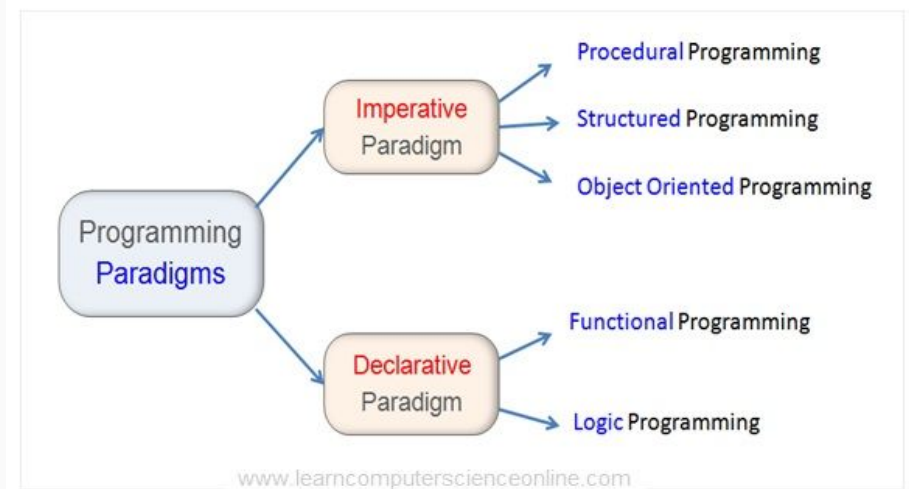 Programming
Paradigms
Imperative
Paradigm
Procedural Programming
Structured Programming
Object Oriented Programming
Declarative
Paradigm
Functional Programming
Logic Programming
www.learncomputerscienceonline.com